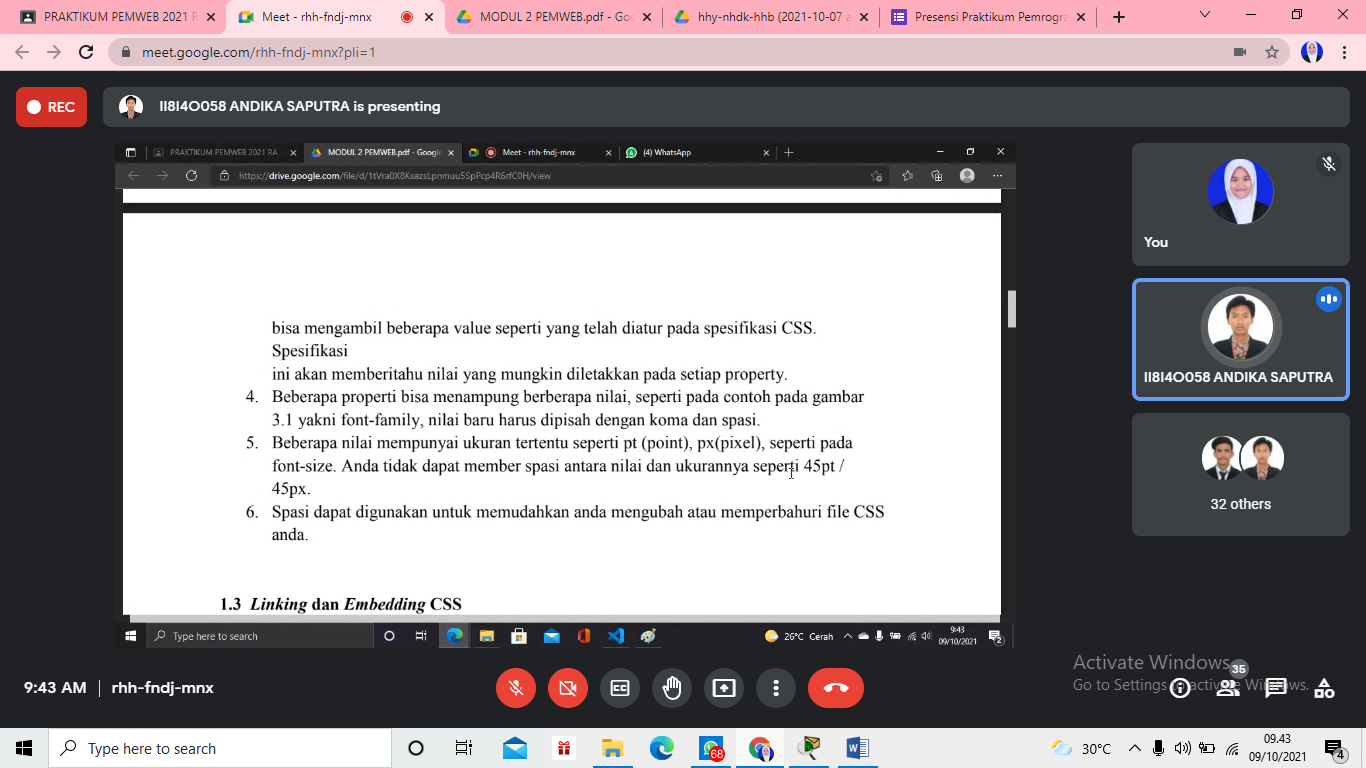 PRAKTIKUM PEMWEB 2021 R
Meet - rhh-fndj-mnx
MODUL 2 PEMWEB.pdf - Goo
hhy-nhdk-hhb (2021-10-07 a
Presensi Praktikum Pemrogra
meet.google.com/rhh-fndj-mnx?pli=1
REC
II8I4O058 ANDIKA SAPUTRA is presenting
PRAKTIKUM PEMWEB 2021 RA,
MODUL 2 PEMWEB.pdf - Google
Meet - rhh-fndj-mnx
(4) WhatsApp
https://drive.google.com/file/d/1tVra0X8KsazsLpnmuu5SpPcp4R6rfC0H/view
bisa mengambil beberapa value seperti yang telah diatur pada spesifikasi CSS.
Spesifikasi
ini akan memberitahu nilai yang mungkin diletakkan pada setiap property.
4. Beberapa properti bisa menampung berberapa nilai, seperti pada contoh pada gambar
3.1 yakni font-family, nilai baru harus dipisah dengan koma dan spasi.
5. Beberapa nilai mempunyai ukuran tertentu seperti pt (point), px(pixel), seperti pada
font-size. Anda tidak dapat member spasi antara nilai dan ukurannya seperti 45pt /
45px.
6. Spasi dapat digunakan untuk memudahkan anda mengubah atau memperbahuri file CSS
anda.
1.3 Linking dan Embedding CSS
Type here to search
26°C Cerah
9:43
09/10/2021
2
You
II8I4O058 ANDIKA SAPUTRA
32 others
9:43 AM | rhh-fndj-mnx
Activate Windows
Go to Settings to activate Windows.
35
Type here to search
68
30°C
09.43
09/10/2021
4